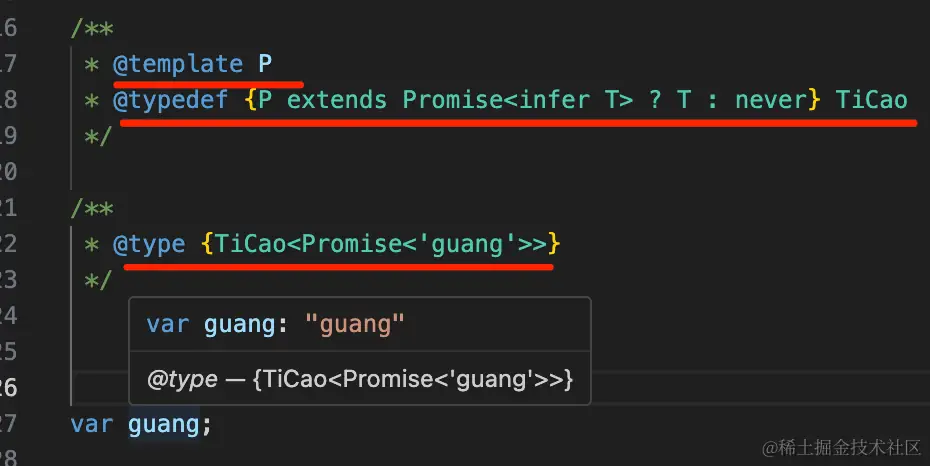 16 /**
17 * @template P
18 * @typedef {P extends Promise<infer T> ? T : never} TiCao
19 */
20
21 /**
22 * @type {TiCao<Promise<'guang'>>}
23 */
24 var guang: "guang"
25
@type — {TiCao<Promise<'guang'>>}
26
27 var guang;
28
@稀土掘金技术社区